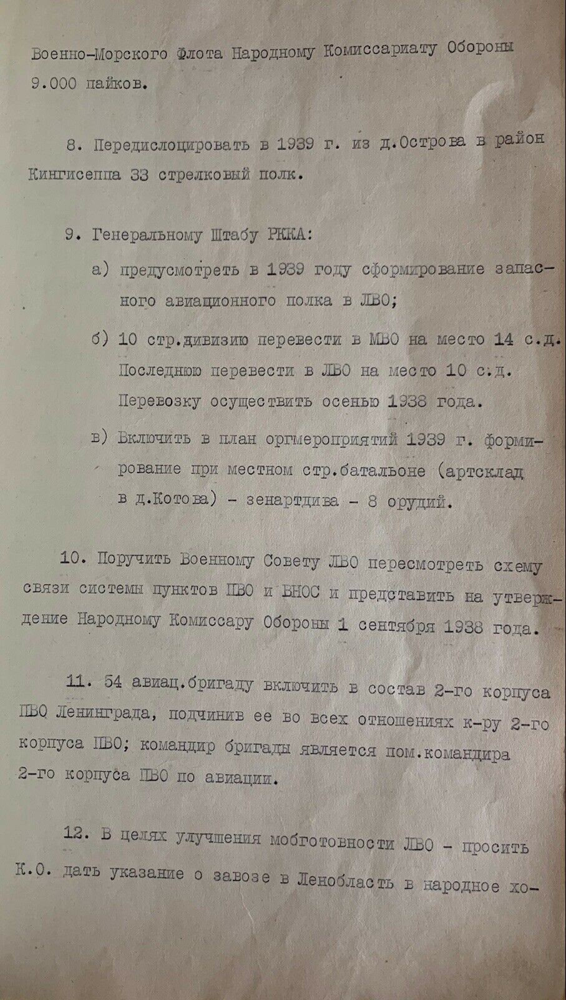 Военно-Морского Флота Народному Комиссариату Обороны
9.000 пайков.
8. Передислоцировать в 1939 г. из д.Острова в район
Кингисеппа 33 стрелковый полк.
9. Генеральному Штабу РККА:
а) предусмотреть в 1939 году сформирование запас-
ного авиационного полка в ЛВО;
б) 10 стр.дивизию перевести в МВО на место 14 с.д.
Последнюю перевести в ЛВО на место 10 с.д.
Перевозку осуществить осенью 1938 года.
в) Включить в план оргмероприятий 1939 г. форми-
рование при местном стр.батальоне (артсклад
в д.Котова) - зенартдива - 8 орудий.
10. Поручить Военному Совету ЛВО пересмотреть схему
связи системы пунктов ПВО и ВНОС и представить на утверж-
дение Народному Комиссару Обороны 1 сентября 1938 года.
11. 54 авиац.бригаду включить в состав 2-го корпуса
ПВО Ленинграда, подчинив ее во всех отношениях к-ру 2-го
корпуса ПВО; командир бригады является пом.командира
2-го корпуса ПВО по авиации.
12. В целях улучшения мобготовности ЛВО - просить
К.О. дать указание о завозе в Ленобласть в народное хо-